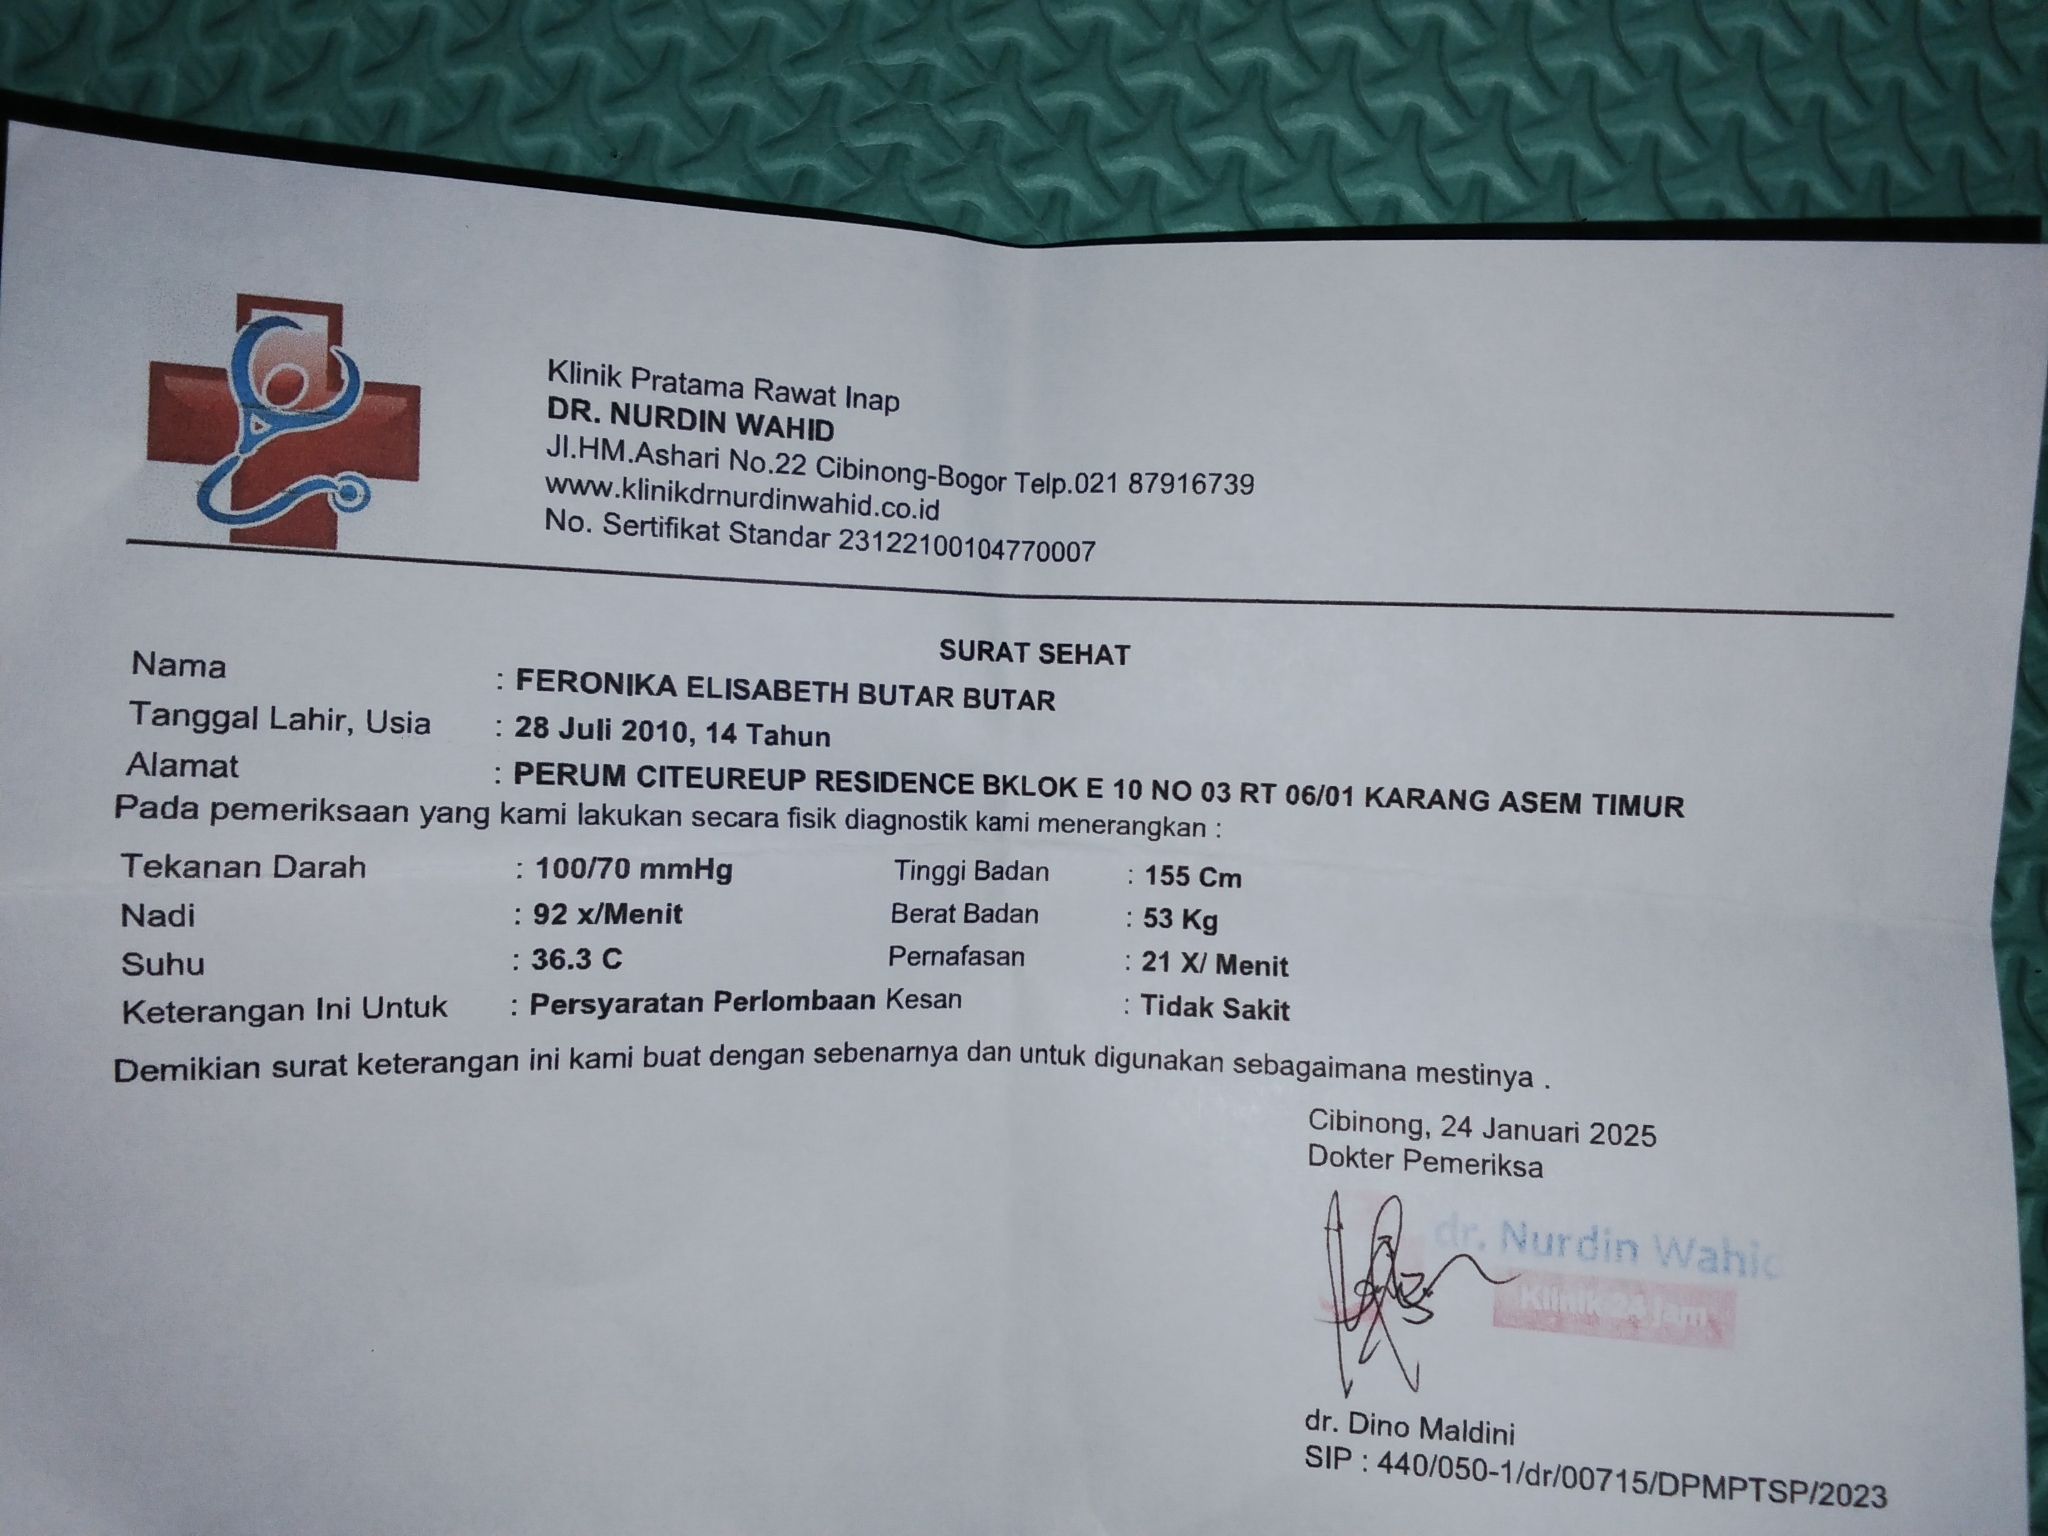 Klinik Pratama Rawat Inap
DR. NURDIN WAHID
Jl.HM.Ashari No.22 Cibinong-Bogor Telp.021 87916739
www.klinikdrnurdinwahid.co.id
No. Sertifikat Standar 23122100104770007
SURAT SEHAT
Nama : FERONIKA ELISABETH BUTAR BUTAR
Tanggal Lahir, Usia : 28 Juli 2010, 14 Tahun
Alamat : PERUM CITEUREUP RESIDENCE BKLOK E 10 NO 03 RT 06/01 KARANG ASEM TIMUR
Pada pemeriksaan yang kami lakukan secara fisik diagnostik kami menerangkan :
Tekanan Darah : 100/70 mmHg Tinggi Badan : 155 Cm
Nadi : 92 x/Menit Berat Badan : 53 Kg
Suhu : 36.3 C Pernafasan : 21 X/ Menit
Keterangan Ini Untuk : Persyaratan Perlombaan Kesan : Tidak Sakit
Demikian surat keterangan ini kami buat dengan sebenarnya dan untuk digunakan sebagaimana mestinya .
Cibinong, 24 Januari 2025
Dokter Pemeriksa
dr. Nurdin Wahid
Klinik 24 jam
dr. Dino Maldini
SIP : 440/050-1/dr/00715/DPMPTSP/2023